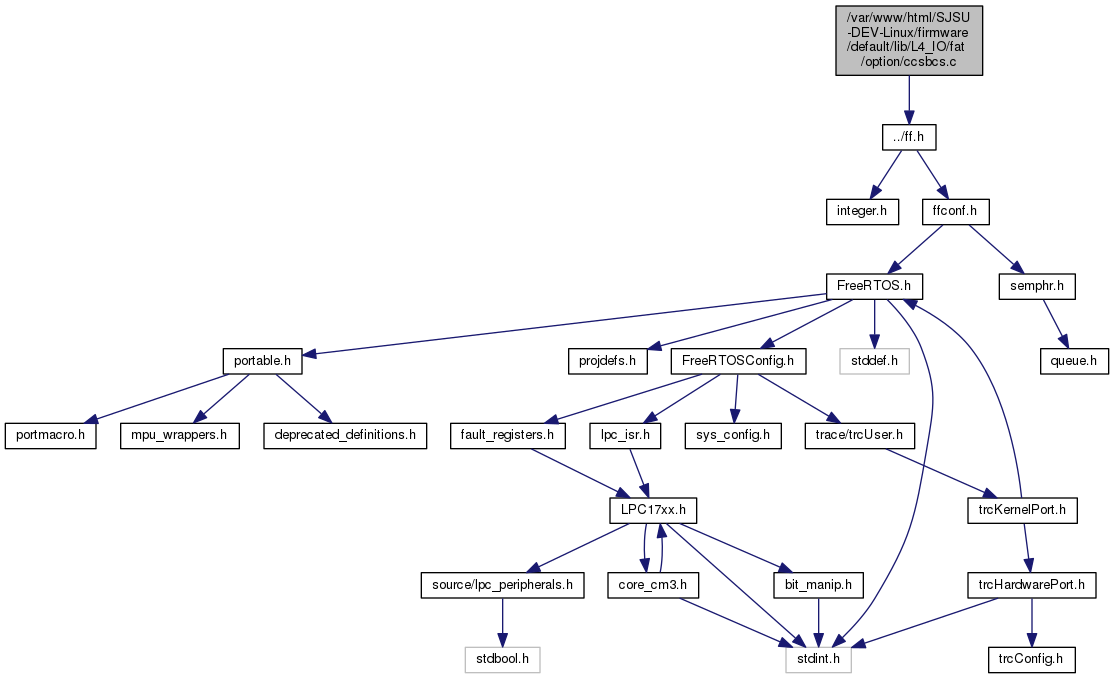 /var/www/html/SJSU
-DEV-Linux/firmware
/default/lib/L4_IO/fat
/option/ccsbcs.c
../ff.h
integer.h
ffconf.h
FreeRTOS.h
semphr.h
portable.h
projdefs.h
FreeRTOSConfig.h
stddef.h
queue.h
portmacro.h
mpu_wrappers.h
deprecated_definitions.h
fault_registers.h
lpc_isr.h
sys_config.h
trace/trcUser.h
LPC17xx.h
trcKernelPort.h
source/lpc_peripherals.h
core_cm3.h
bit_manip.h
trcHardwarePort.h
stdbool.h
stdint.h
trcConfig.h